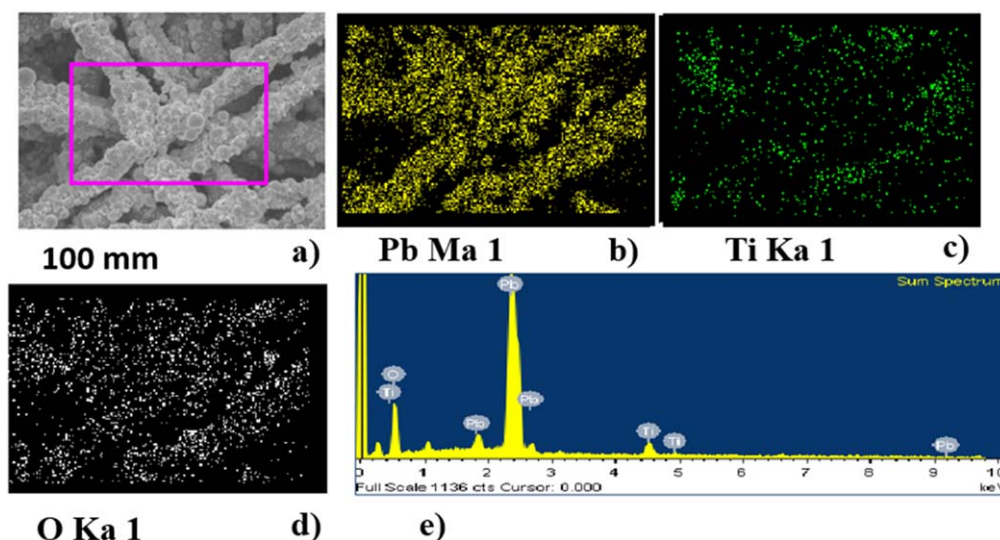 100 mm
a)
Pb Ma 1
b)
Ti Ka 1
c)
O Ka 1
d)
Sum Spectrum
Pb
O
Ti
Pb
Pb
Ti
Ti
Pb
0 1 2 3 4 5 6 7 8 9 10
Full Scale 1136 cts Cursor: 0.000
keV
e)